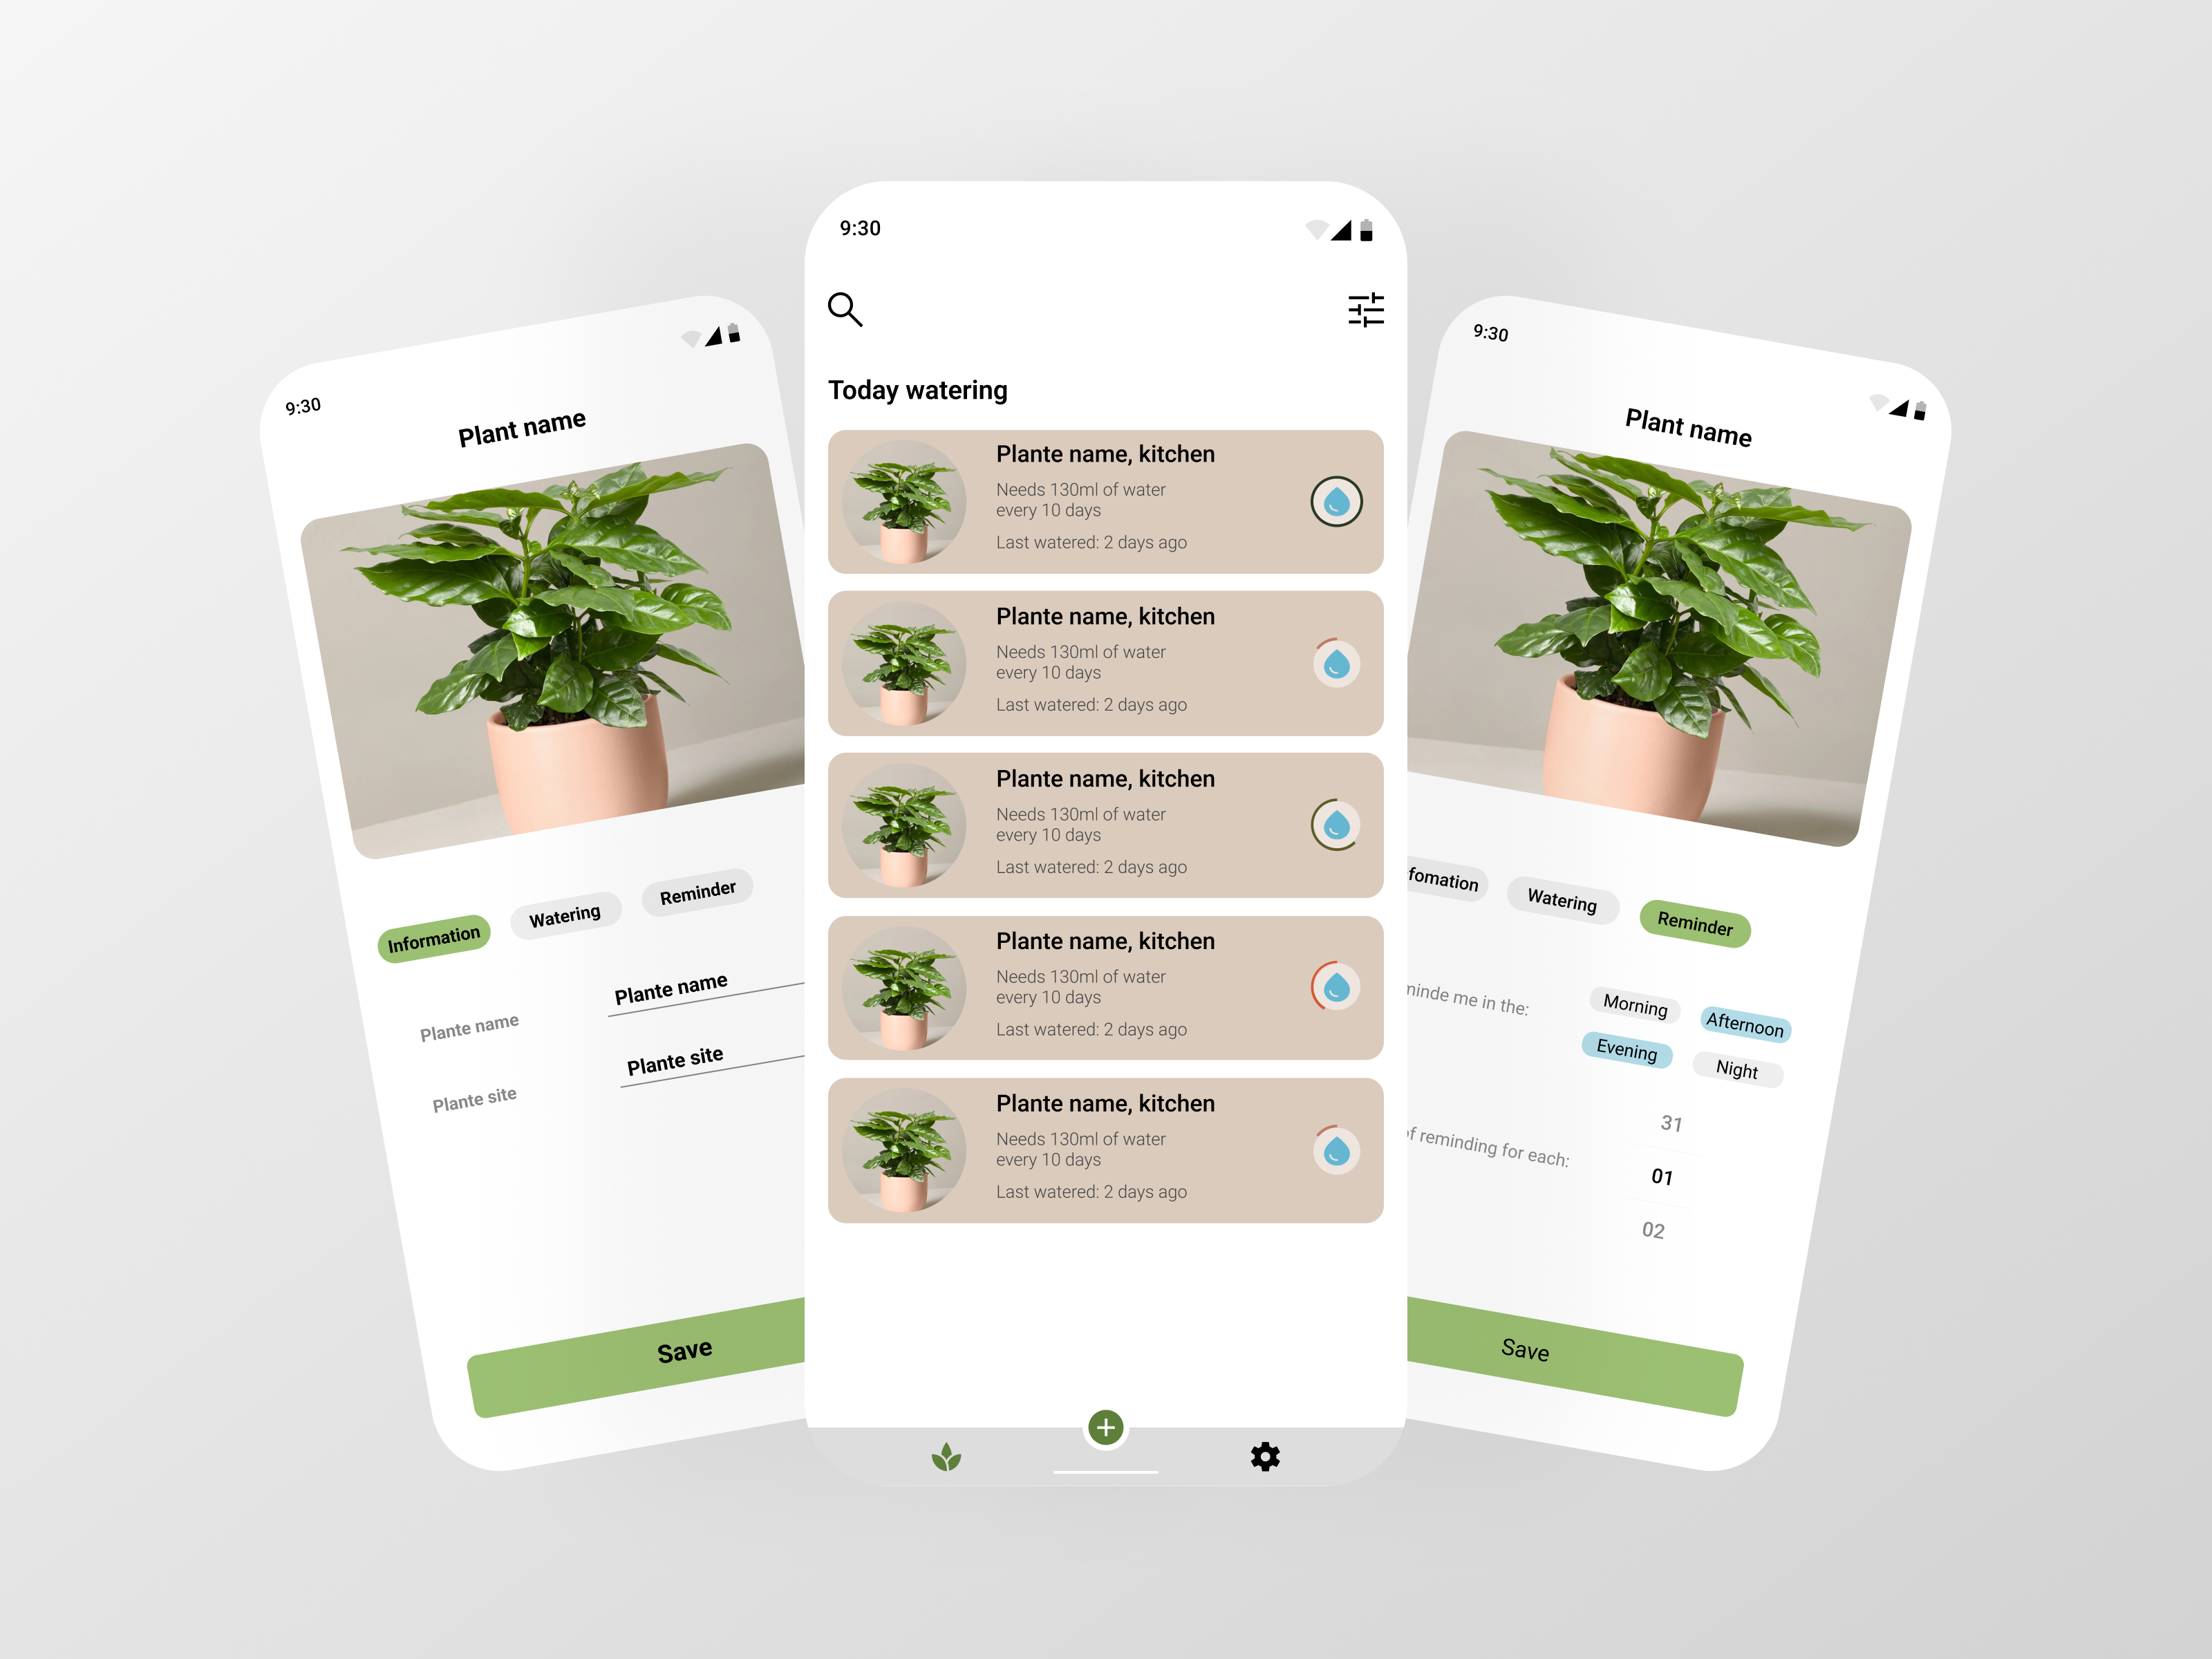 9:30
Plant name
Information
Watering
Reminder
Plante name
Plante name
Plante site
Plante site
Save
9:30
Today watering
Plante name, kitchen
Needs 130ml of water
every 10 days
Last watered: 2 days ago
Plante name, kitchen
Needs 130ml of water
every 10 days
Last watered: 2 days ago
Plante name, kitchen
Needs 130ml of water
every 10 days
Last watered: 2 days ago
Plante name, kitchen
Needs 130ml of water
every 10 days
Last watered: 2 days ago
Plante name, kitchen
Needs 130ml of water
every 10 days
Last watered: 2 days ago
9:30
Plant name
fomation
Watering
Reminder
minde me in the:
Morning
Afternoon
Evening
Night
of reminding for each:
31
01
02
Save